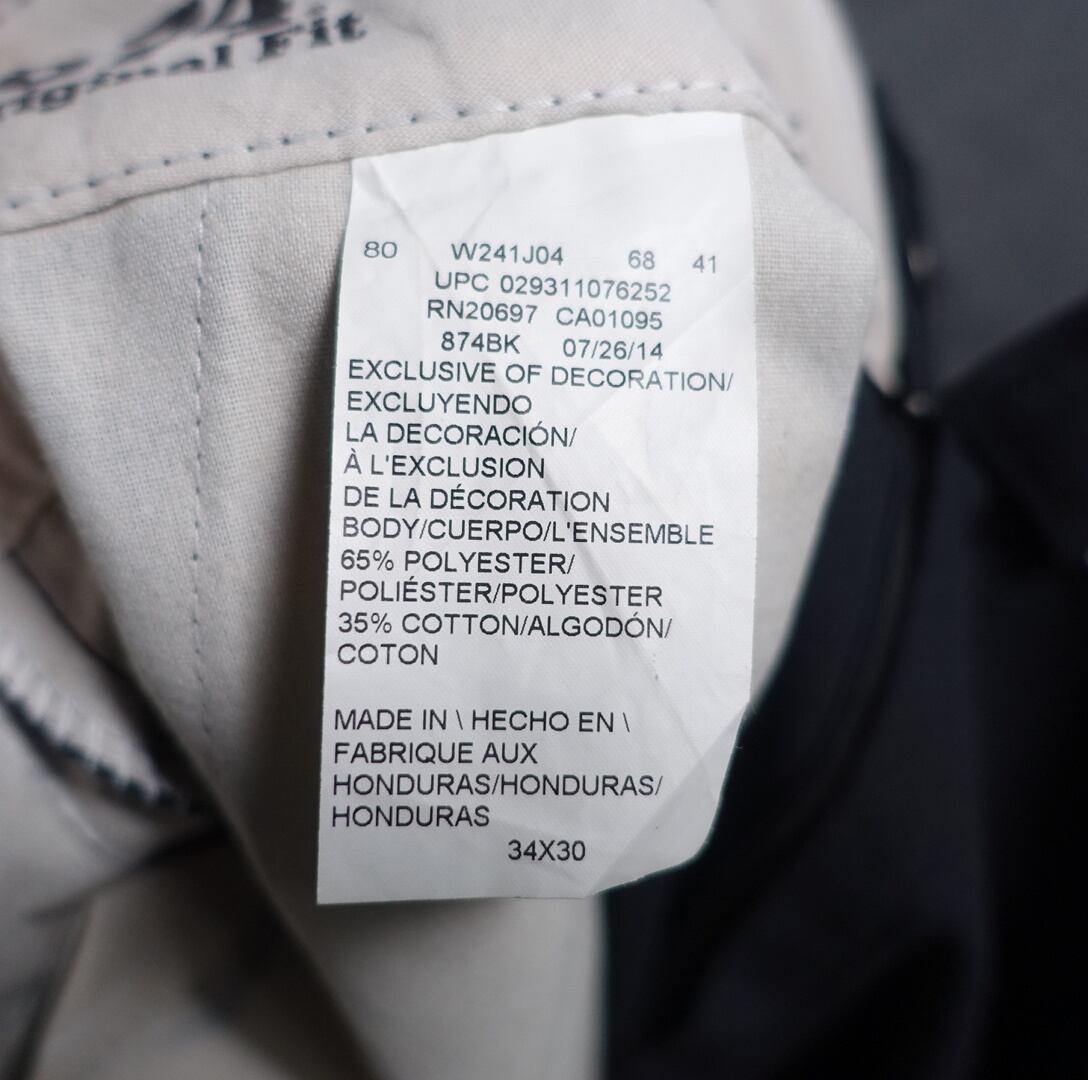 Original Fit
80 W241J04 68 41
UPC 029311076252
RN20697 CA01095
874BK 07/26/14
EXCLUSIVE OF DECORATION/
EXCLUYENDO
LA DECORACIÓN/
À L'EXCLUSION
DE LA DÉCORATION
BODY/CUERPO/L'ENSEMBLE
65% POLYESTER/
POLIÉSTER/POLYESTER
35% COTTON/ALGODÓN/
COTON
MADE IN \ HECHO EN \
FABRIQUE AUX
HONDURAS/HONDURAS/
HONDURAS
34X30